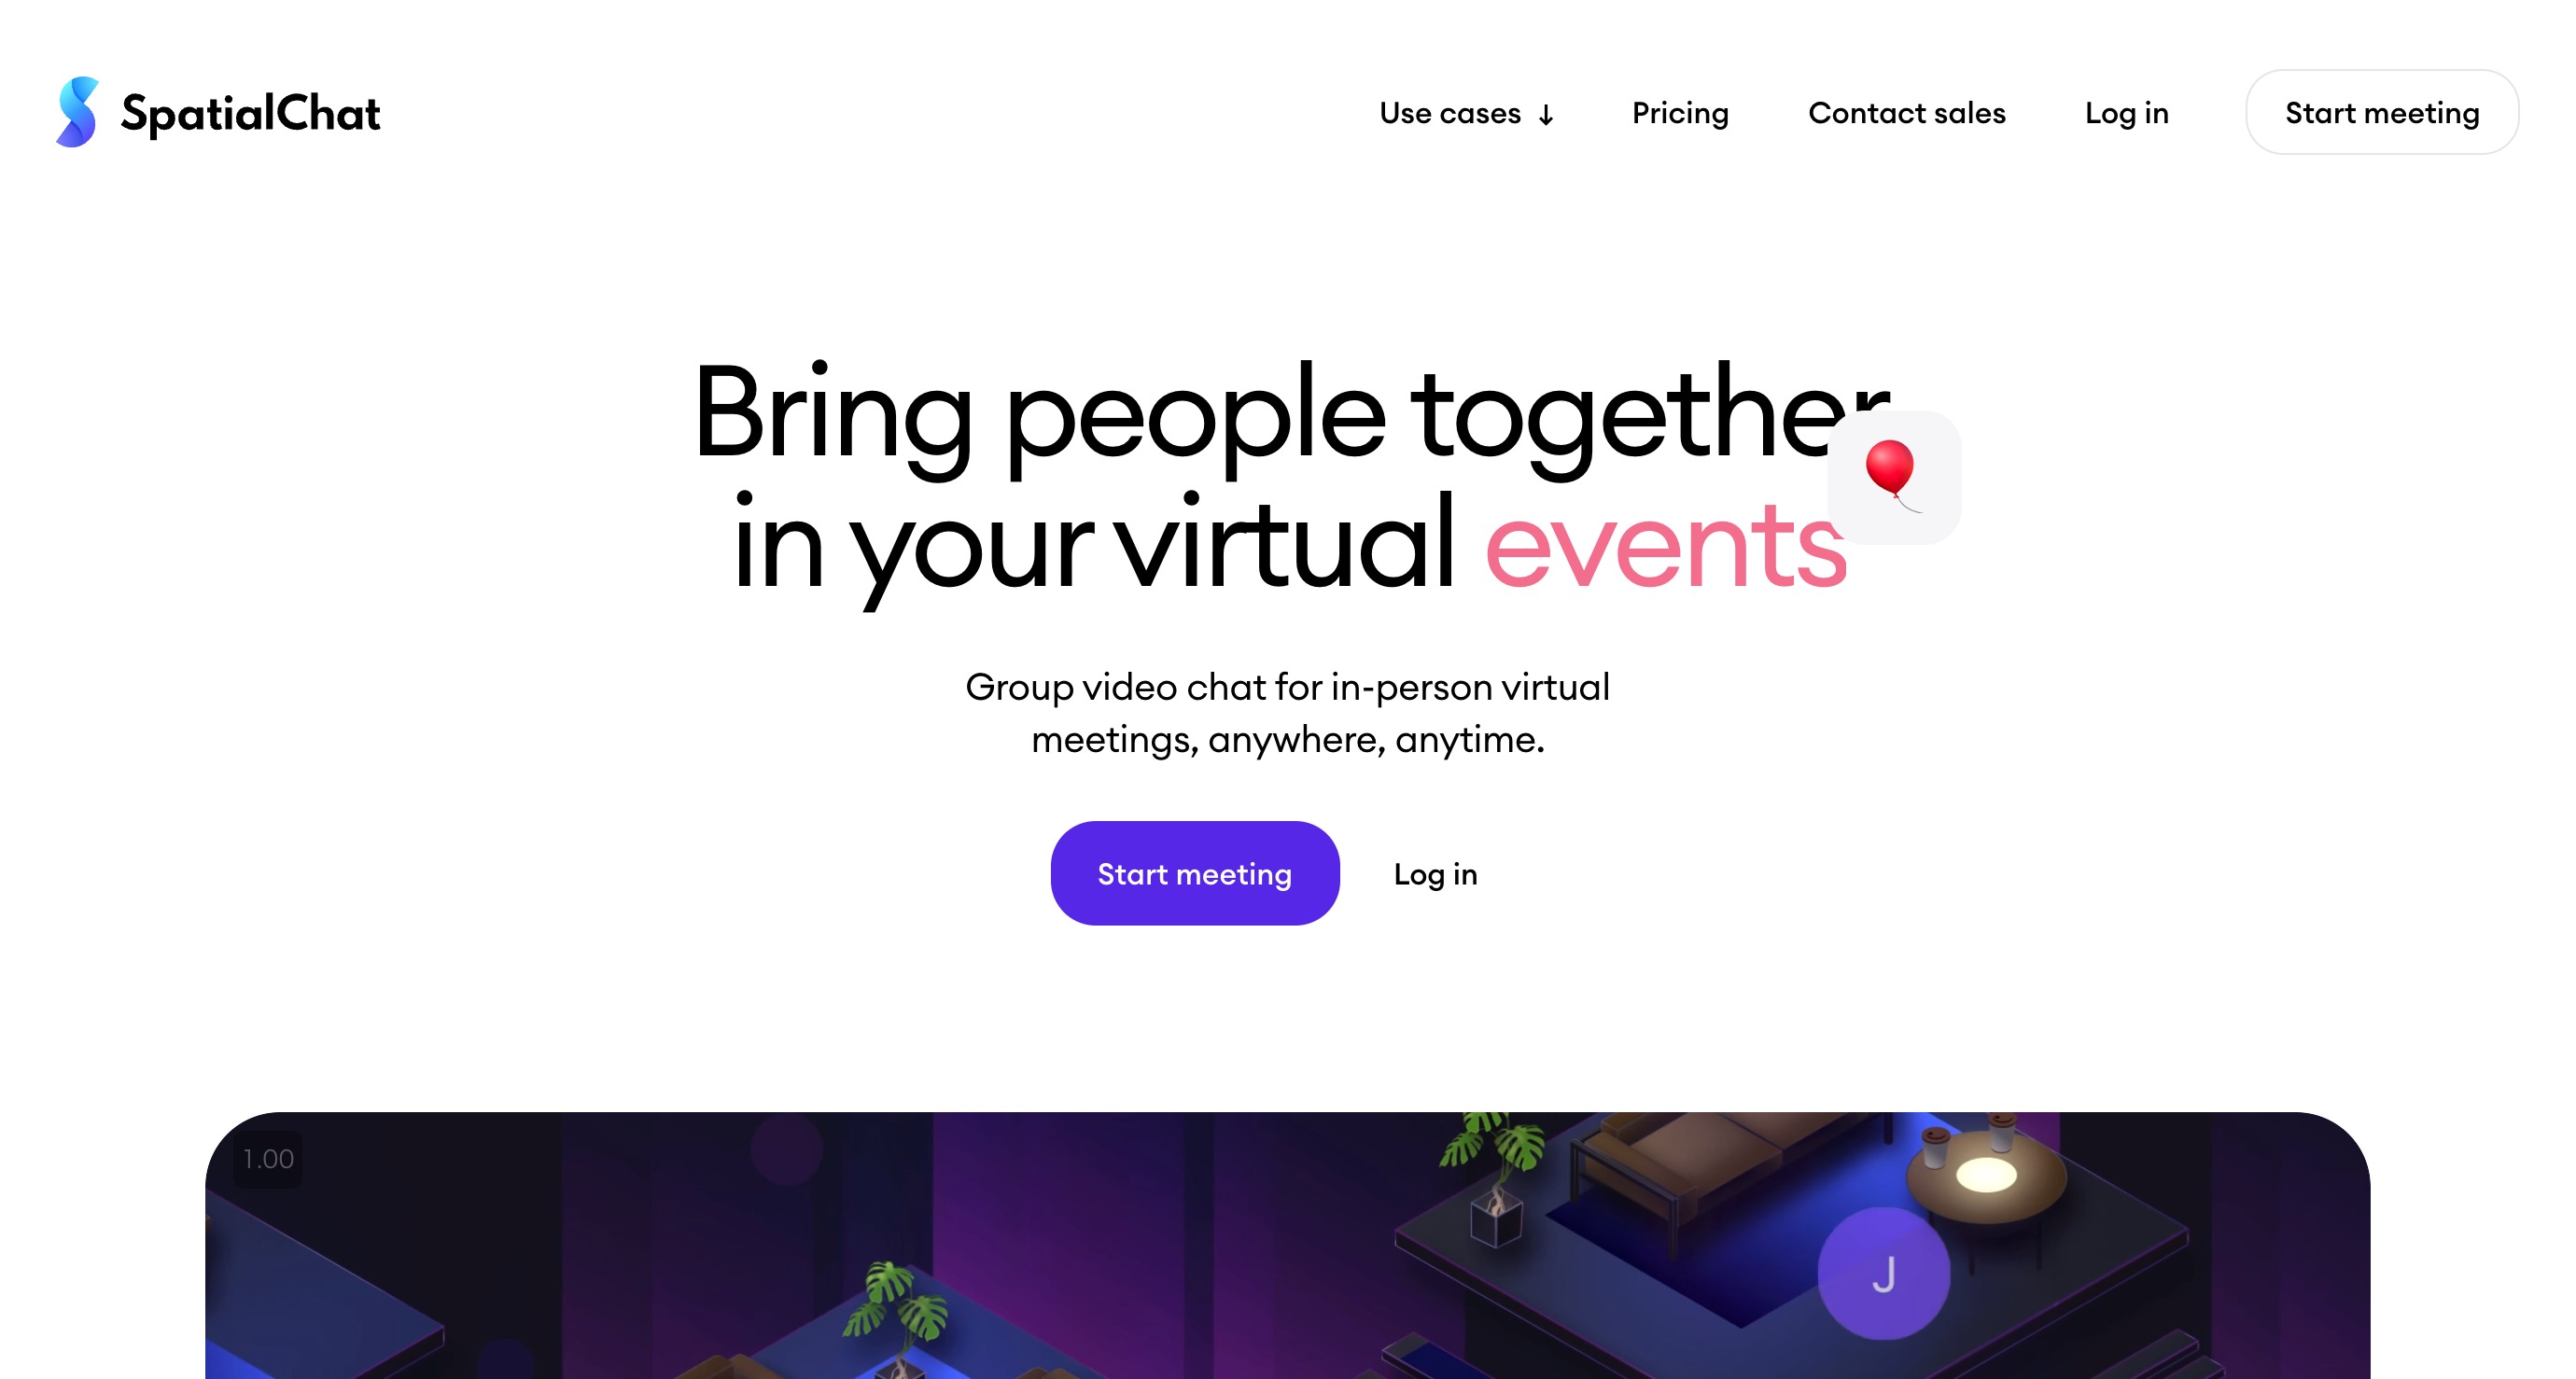 SpatialChat
Use cases ↓
Pricing
Contact sales
Log in
Start meeting
Bring people together
in your virtual events
Group video chat for in-person virtual
meetings, anywhere, anytime.
Start meeting
Log in
1.00
J